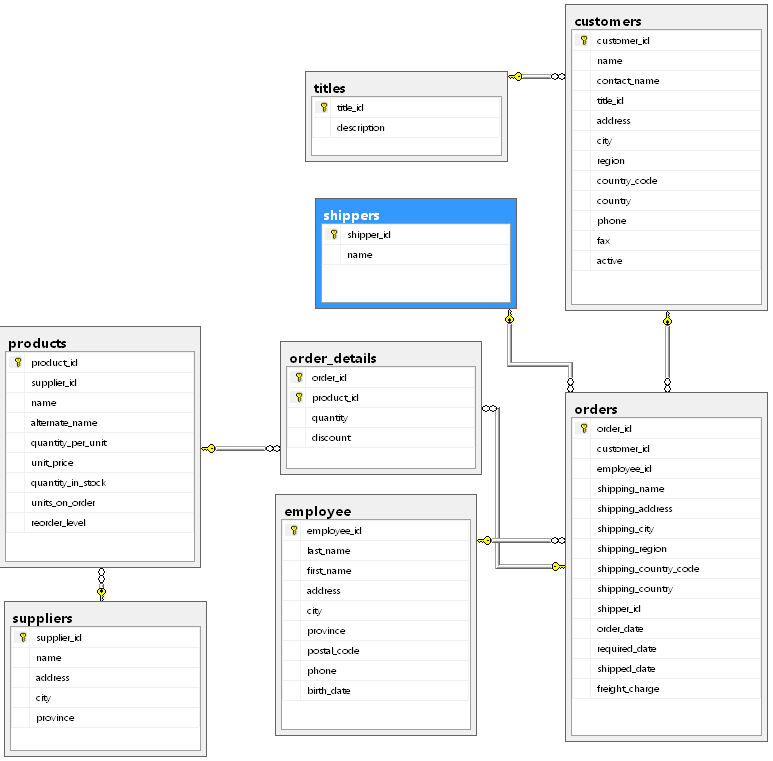 customers
customer_id
name
contact_name
title_id
address
city
region
country_code
country
phone
fax
active
titles
title_id
description
shippers
shipper_id
name
products
product_id
supplier_id
name
alternate_name
quantity_per_unit
unit_price
quantity_in_stock
units_on_order
reorder_level
order_details
order_id
product_id
quantity
discount
orders
order_id
customer_id
employee_id
shipping_name
shipping_address
shipping_city
shipping_region
shipping_country_code
shipping_country
shipper_id
order_date
required_date
shipped_date
freight_charge
employee
employee_id
last_name
first_name
address
city
province
postal_code
phone
birth_date
suppliers
supplier_id
name
address
city
province